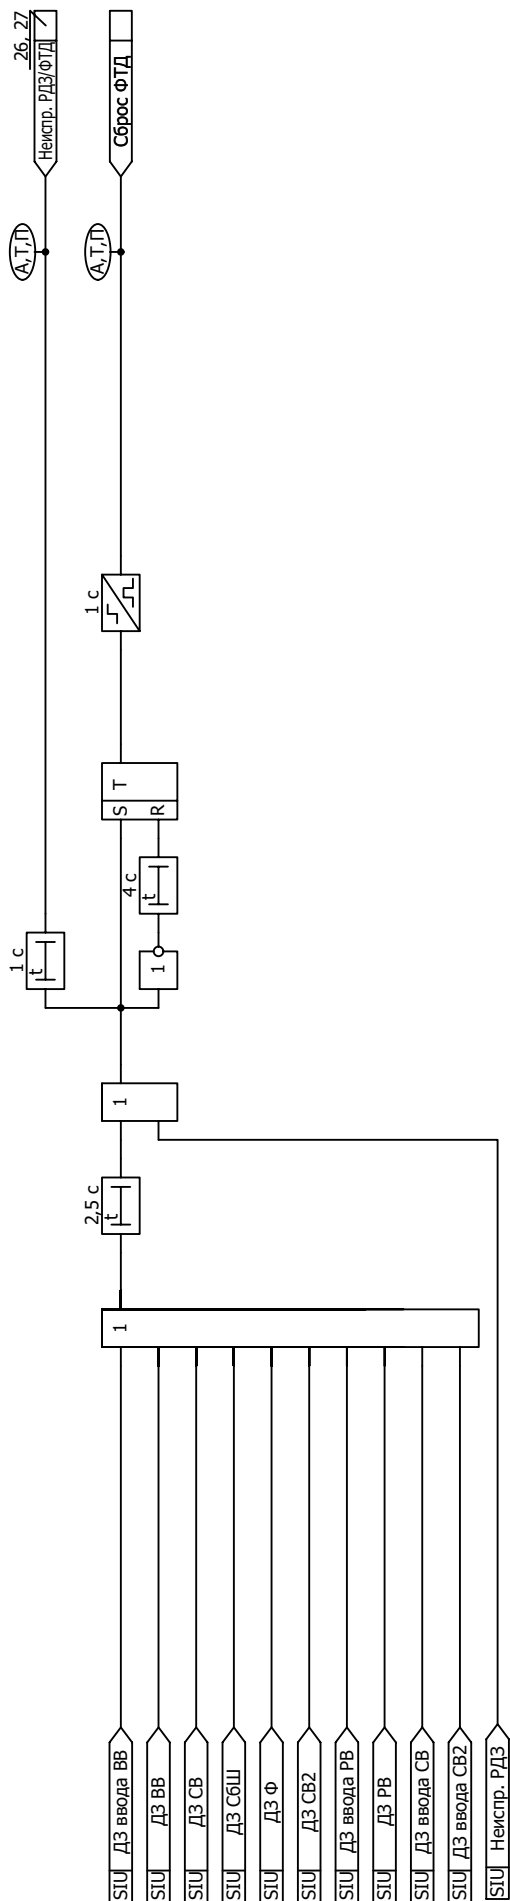 SIU ДЗ ввода ВВ
SIU ДЗ ВВ
SIU ДЗ СВ
SIU ДЗ СбШ
SIU ДЗ Ф
SIU ДЗ СВ2
SIU ДЗ ввода РВ
SIU ДЗ РВ
SIU ДЗ ввода СВ
SIU ДЗ ввода СВ2
SIU Неиспр. РДЗ
1
2,5 с
t
1
1 с
t
1
4 с
t
S T
R
1 с
А,Т,П
А,Т,П
Неиспр. РДЗ/ФТД
26, 27
Сброс ФТД